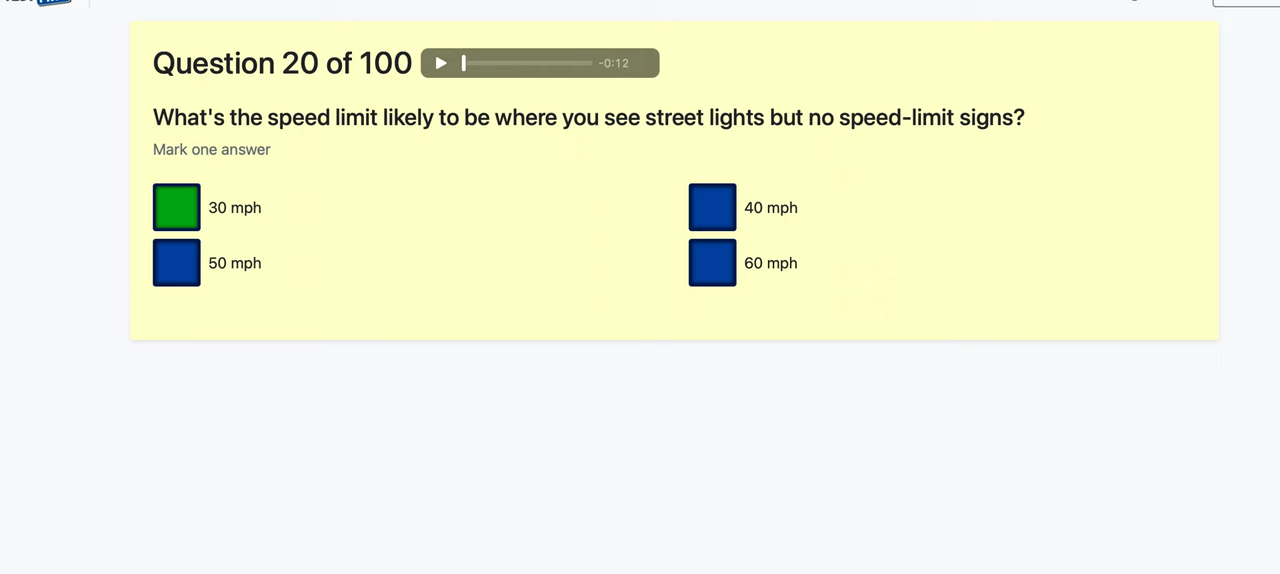 Question 20 of 100
-0:12
What's the speed limit likely to be where you see street lights but no speed-limit signs?
Mark one answer
30 mph
40 mph
50 mph
60 mph